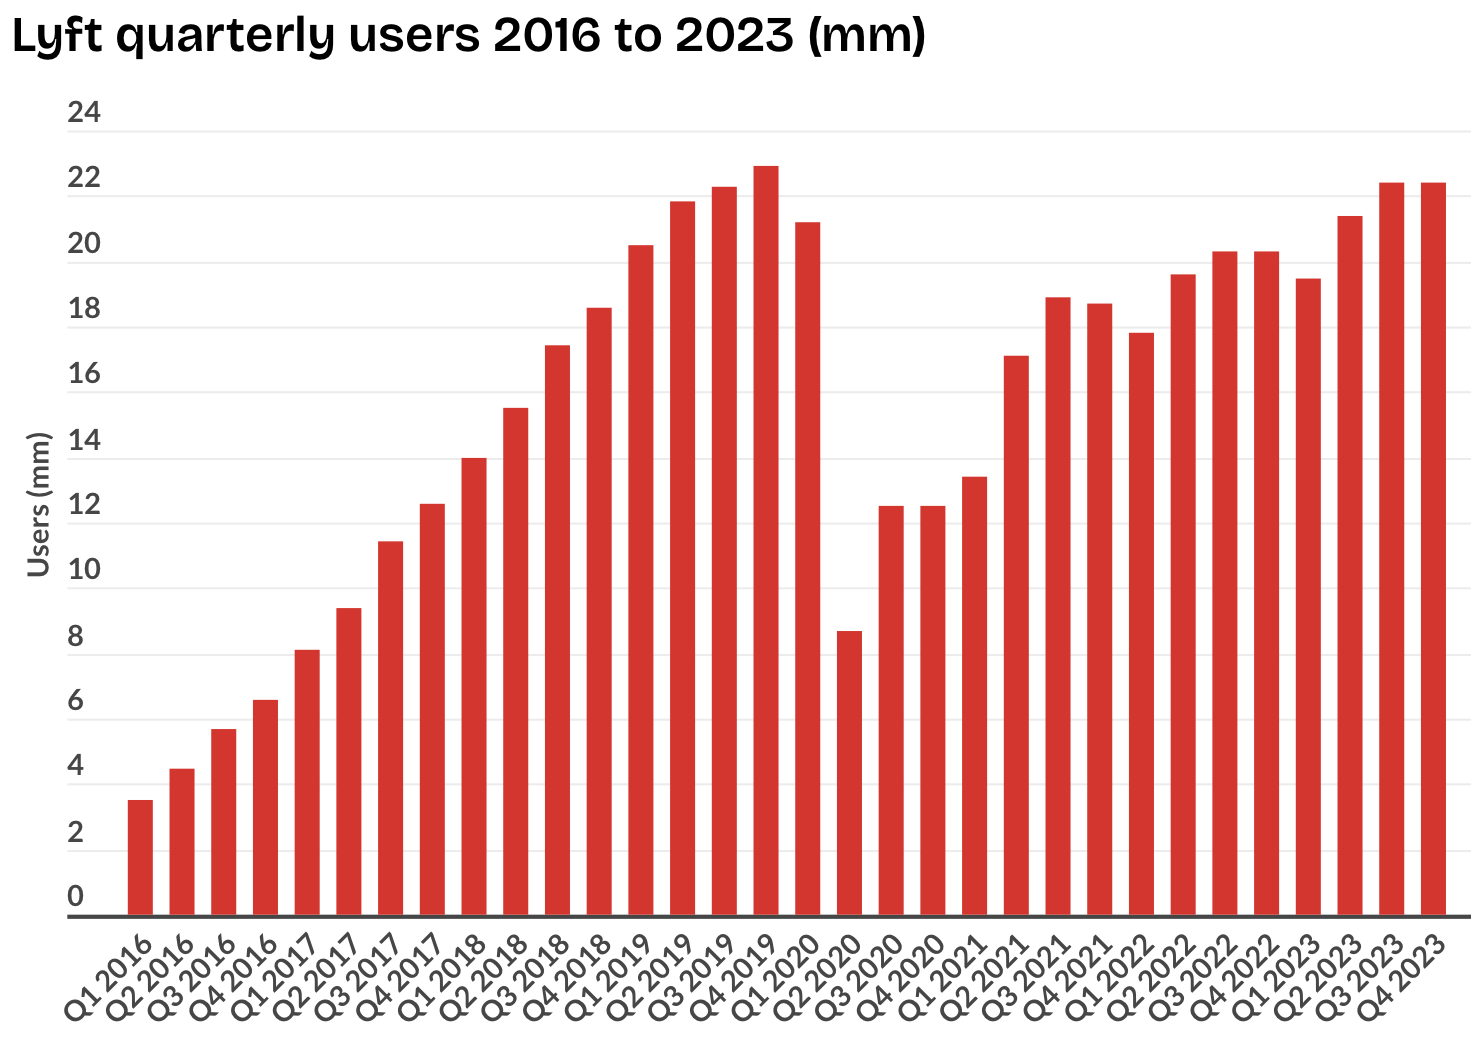 Lyft quarterly users 2016 to 2023 (mm)
24
22
20
18
16
14
12
10
8
6
4
2
0
Users (mm)
Q1 2016
Q2 2016
Q3 2016
Q4 2016
Q1 2017
Q2 2017
Q3 2017
Q4 2017
Q1 2018
Q2 2018
Q3 2018
Q4 2018
Q1 2019
Q2 2019
Q3 2019
Q4 2019
Q1 2020
Q2 2020
Q3 2020
Q4 2020
Q1 2021
Q2 2021
Q3 2021
Q4 2021
Q1 2022
Q2 2022
Q3 2022
Q4 2022
Q1 2023
Q2 2023
Q3 2023
Q4 2023